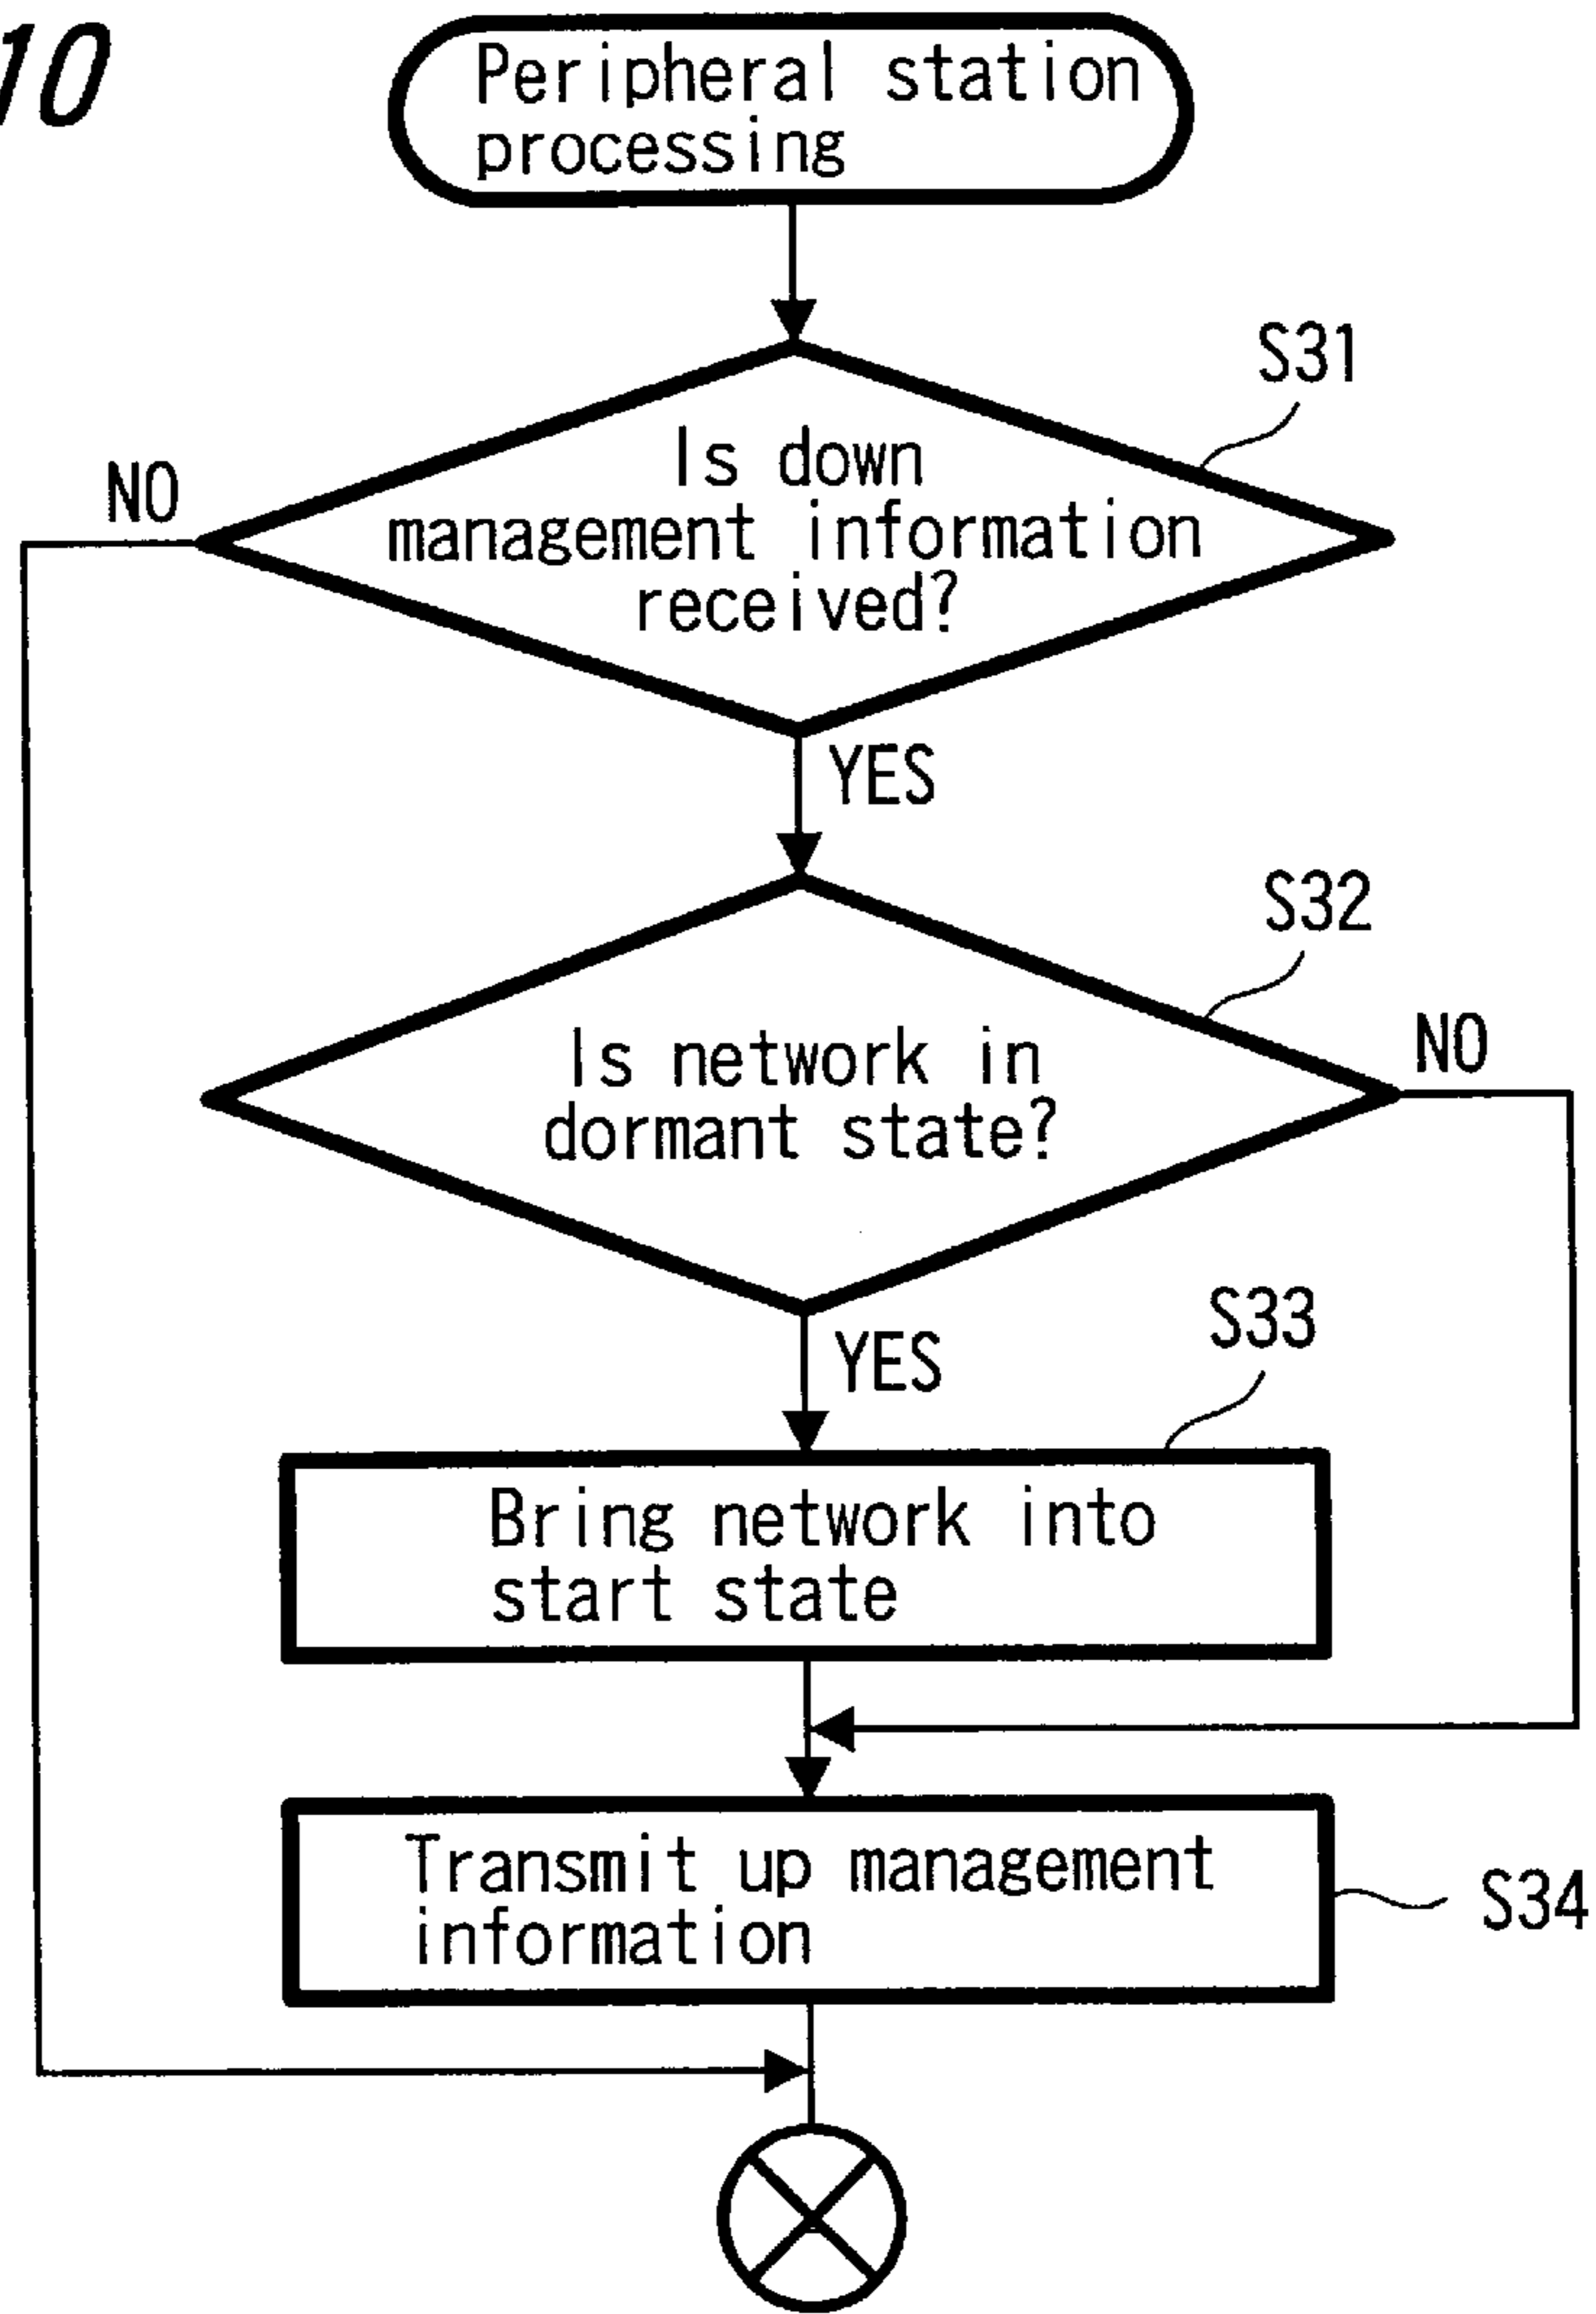 10
Peripheral station
processing
S31
Is down
management information
received?
NO
YES
S32
Is network in
dormant state?
NO
YES
S33
Bring network into
start state
Transmit up management
information
S34